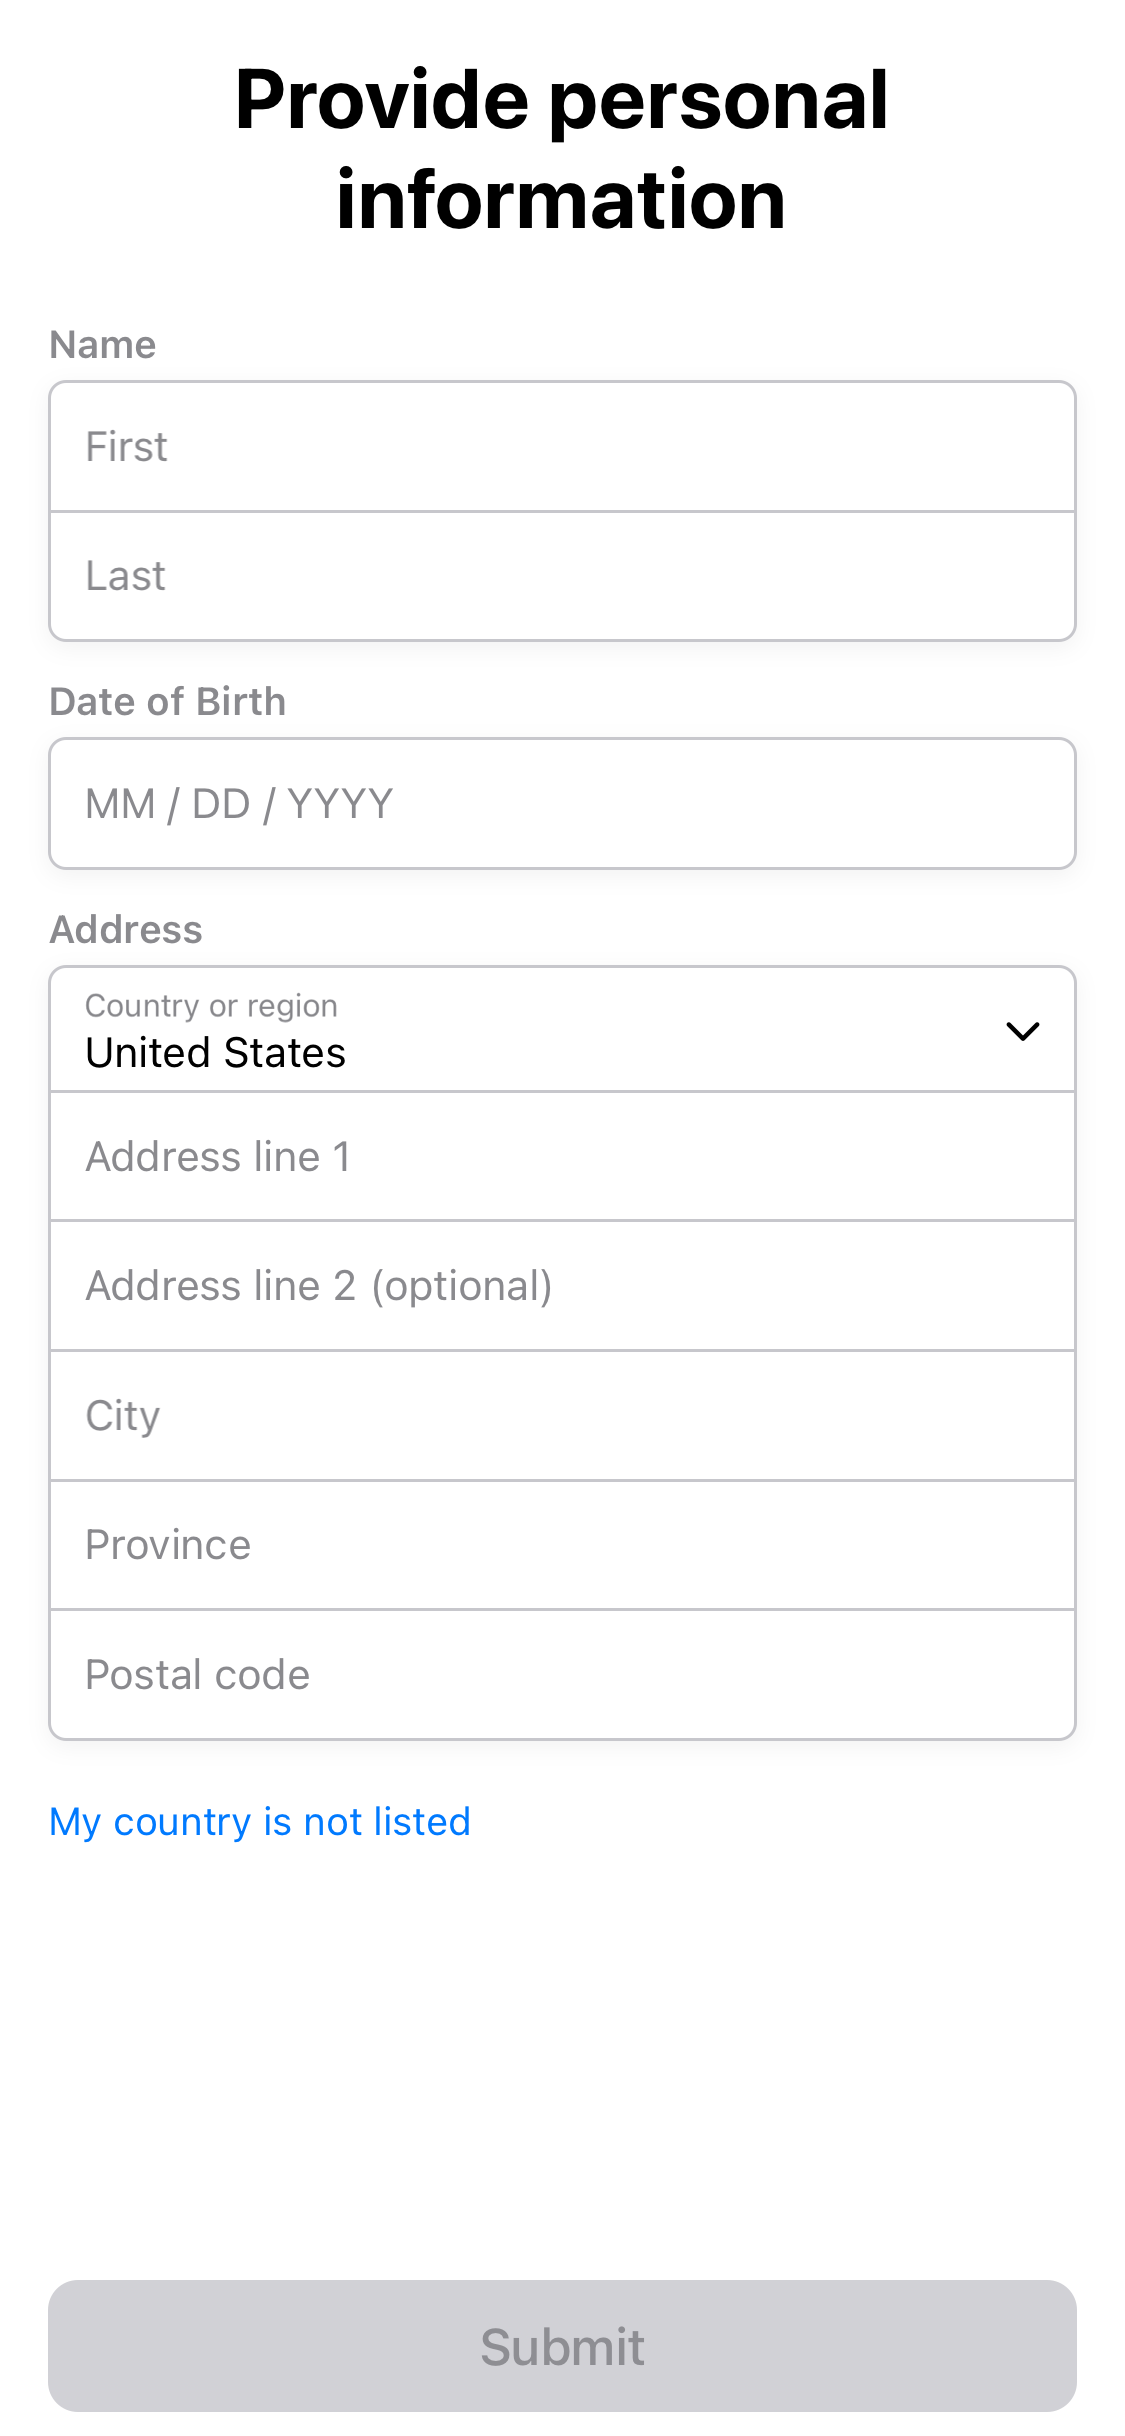 Provide personal
information
Name
First
Last
Date of Birth
MM / DD / YYYY
Address
Country or region
United States
Address line 1
Address line 2 (optional)
City
Province
Postal code
My country is not listed
Submit